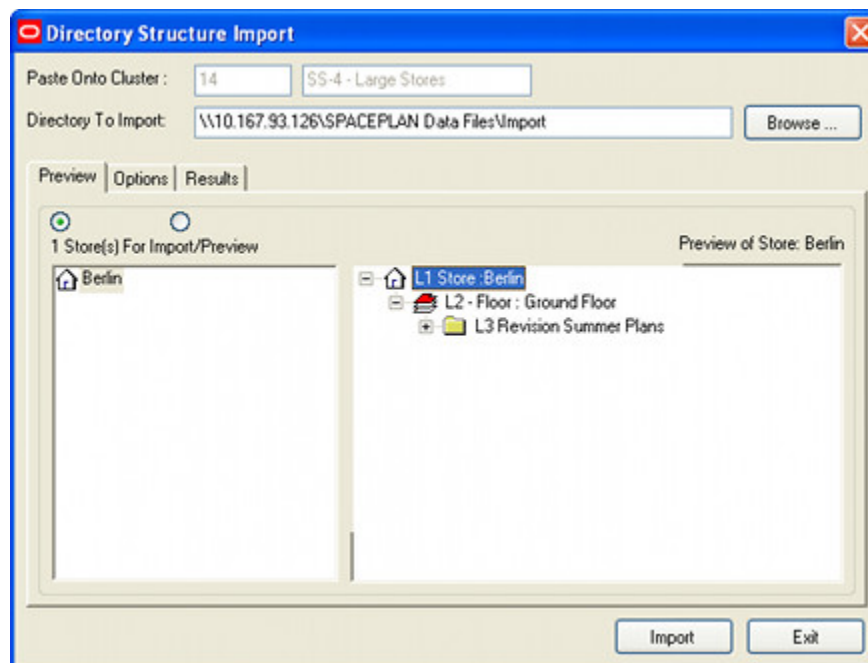 Directory Structure Import
Paste Onto Cluster : 14 SS-4 - Large Stores
Directory To Import: \\10.167.93.126\SPACEPLAN Data Files\Import Browse ...
Preview Options Results
1 Store(s) For Import/Preview Preview of Store: Berlin
Berlin
L1 Store :Berlin
L2 - Floor : Ground Floor
L3 Revision Summer Plans
Import Exit